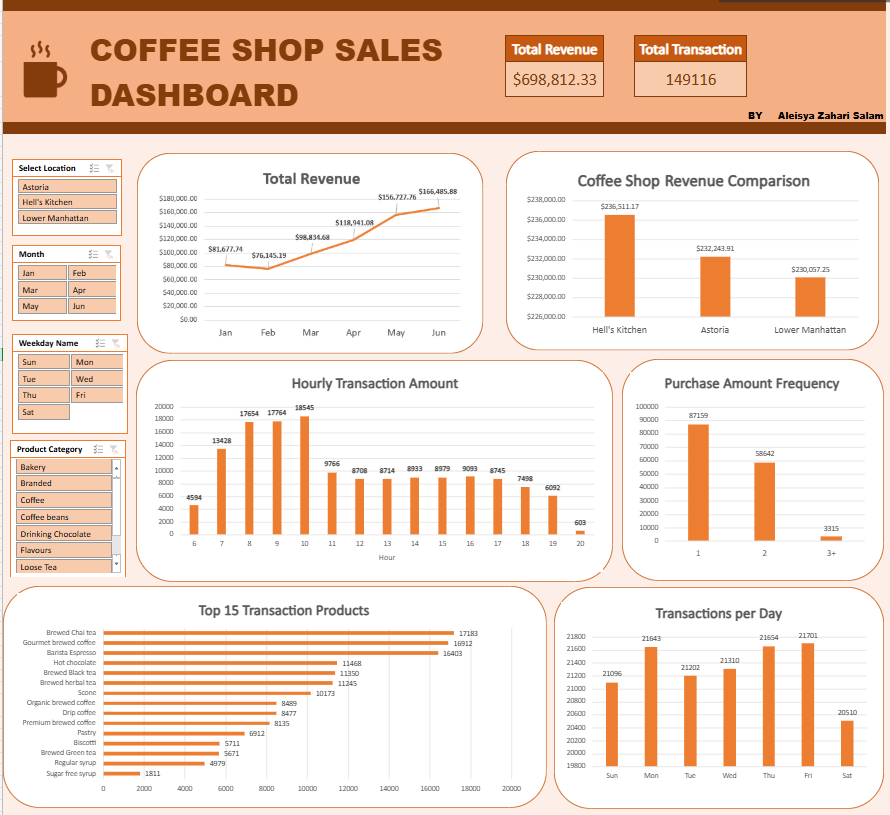 COFFEE SHOP SALES
DASHBOARD
Total Revenue
$698,812.33
Total Transaction
149116
BY Aleisya Zahari Salam
Select Location
Astoria
Hell's Kitchen
Lower Manhattan
Month
Jan Feb
Mar Apr
May Jun
Weekday Name
Sun Mon
Tue Wed
Thu Fri
Sat
Product Category
Bakery
Branded
Coffee
Coffee beans
Drinking Chocolate
Flavours
Loose Tea
Total Revenue
$180,000.00
$160,000.00
$140,000.00
$120,000.00
$100,000.00
$80,000.00
$60,000.00
$40,000.00
$20,000.00
$0.00
$81,677.74
$76,145.19
$98,834.68
$118,941.08
$156,727.76
$166,485.88
Jan Feb Mar Apr May Jun
Coffee Shop Revenue Comparison
$238,000.00
$236,000.00
$234,000.00
$232,000.00
$230,000.00
$228,000.00
$226,000.00
$236,511.17
$232,243.91
$230,057.25
Hell's Kitchen Astoria Lower Manhattan
Hourly Transaction Amount
20000
18000
16000
14000
12000
10000
8000
6000
4000
2000
0
4594 13428 17654 17764 18545 9766 8708 8714 8933 8979 9093 8745 7498 6092 603
6 7 8 9 10 11 12 13 14 15 16 17 18 19 20
Hour
Purchase Amount Frequency
100000
90000
80000
70000
60000
50000
40000
30000
20000
10000
0
87159
58642
3315
1 2 3+
Top 15 Transaction Products
Brewed Chai tea 17183
Gourmet brewed coffee 16912
Barista Espresso 16403
Hot chocolate 11468
Brewed Black tea 11350
Brewed herbal tea 11245
Scone 10173
Organic brewed coffee 8489
Drip coffee 8477
Premium brewed coffee 8135
Pastry 6912
Biscotti 5711
Brewed Green tea 5671
Regular syrup 4979
Sugar free syrup 1811
0 2000 4000 6000 8000 10000 12000 14000 16000 18000 20000
Transactions per Day
21800
21600
21400
21200
21000
20800
20600
20400
20200
20000
19800
21096 21643 21202 21310 21654 21701 20510
Sun Mon Tue Wed Thu Fri Sat